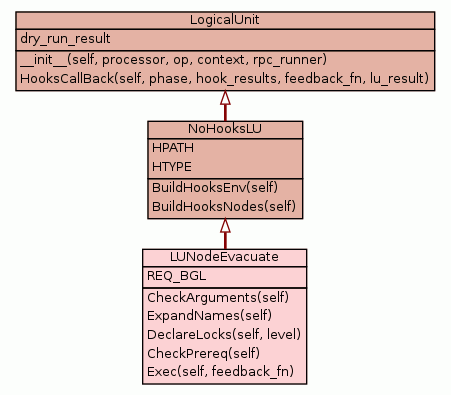 LogicalUnit
dry_run_result
__init__(self, processor, op, context, rpc_runner)
HooksCallBack(self, phase, hook_results, feedback_fn, lu_result)
NoHooksLU
HPATH
HTYPE
BuildHooksEnv(self)
BuildHooksNodes(self)
LUNodeEvacuate
REQ_BGL
CheckArguments(self)
ExpandNames(self)
DeclareLocks(self, level)
CheckPrereq(self)
Exec(self, feedback_fn)